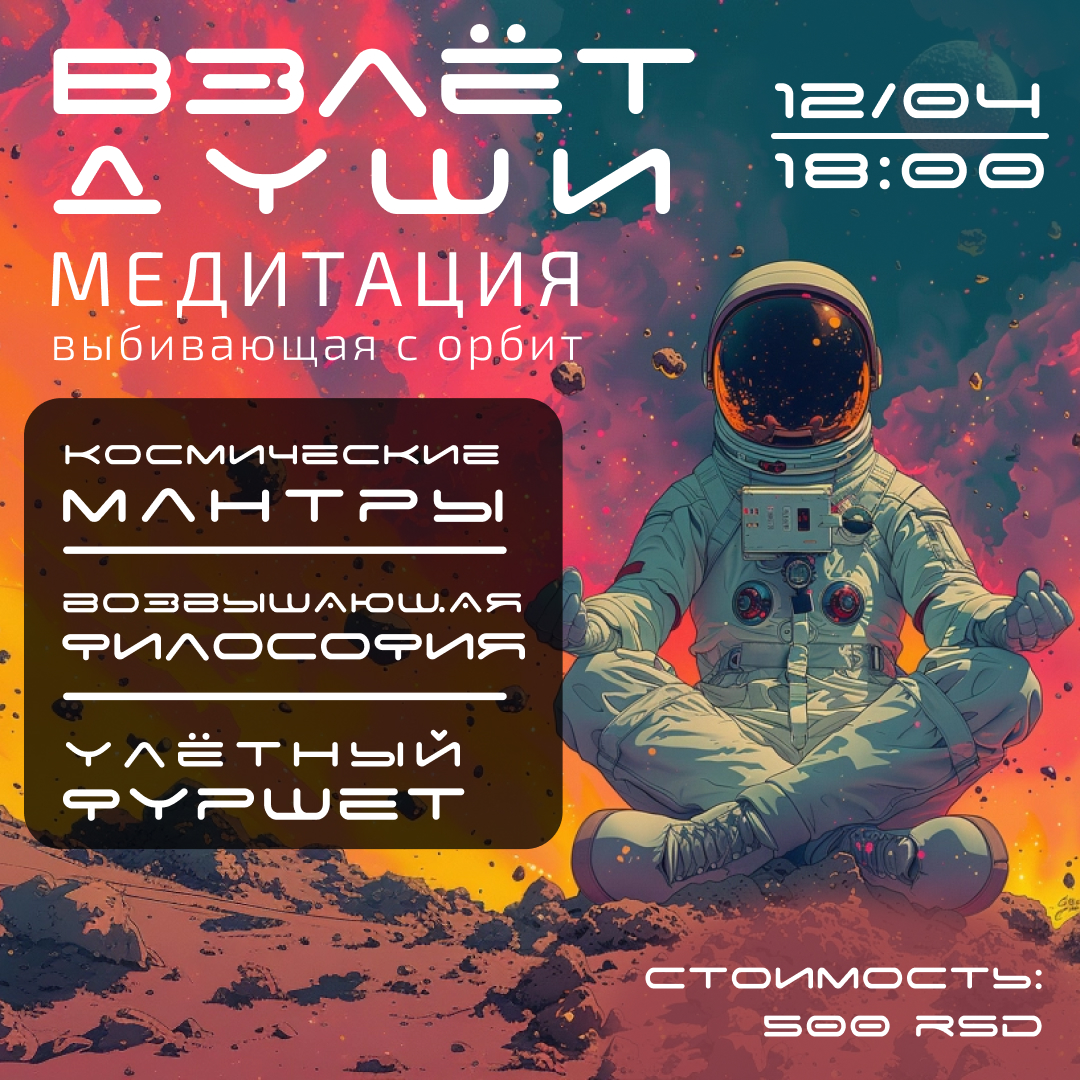 ВЗЛЁТ
ДУШИ
12/04
18:00
МЕДИТАЦИЯ
выбивающая с орбит
КОСМИЧЕСКИЕ
МАНТРЫ
ВОЗВЫШАЮЩАЯ
ФИЛОСОФИЯ
УЛЁТНЫЙ
ФУРШЕТ
СТОИМОСТЬ:
500 RSD